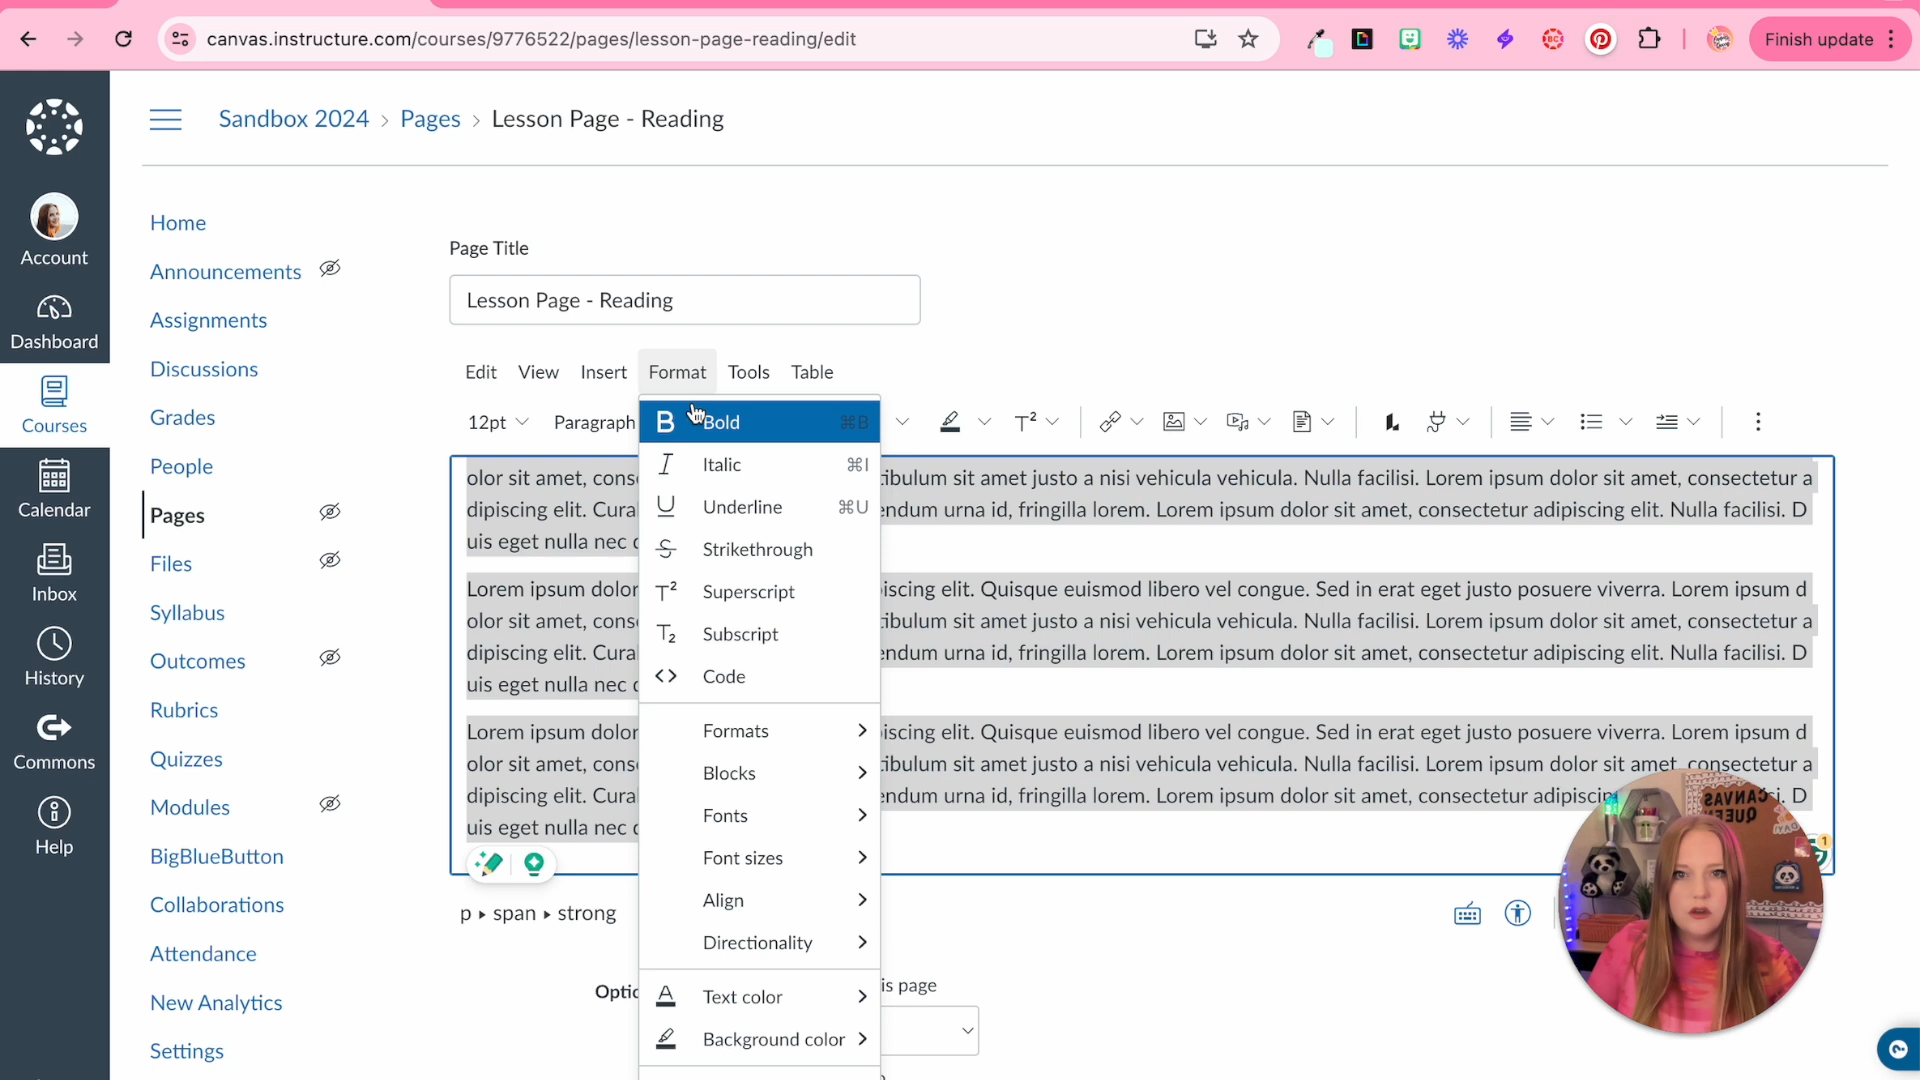 canvas.instructure.com/courses/9776522/pages/lesson-page-reading/edit
Finish update
Sandbox 2024 > Pages > Lesson Page - Reading
Account
Dashboard
Courses
Calendar
Inbox
History
Commons
Help
Home
Announcements
Assignments
Discussions
Grades
People
Pages
Files
Syllabus
Outcomes
Rubrics
Quizzes
Modules
BigBlueButton
Collaborations
Attendance
New Analytics
Settings
Page Title
Lesson Page - Reading
Edit View Insert Format Tools Table
12pt Paragraph
B Bold ⌘B
Italic ⌘I
Underline ⌘U
Strikethrough
Superscript
Subscript
Code
Formats
Blocks
Fonts
Font sizes
Align
Directionality
Text color
Background color
olor sit amet, cons tibulum sit amet justo a nisi vehicula vehicula. Nulla facilisi. Lorem ipsum dolor sit amet, consectetur a
dipiscing elit. Cura endum urna id, fringilla lorem. Lorem ipsum dolor sit amet, consectetur adipiscing elit. Nulla facilisi. D
uis eget nulla nec
Lorem ipsum dolor iscing elit. Quisque euismod libero vel congue. Sed in erat eget justo posuere viverra. Lorem ipsum d
olor sit amet, cons tibulum sit amet justo a nisi vehicula vehicula. Nulla facilisi. Lorem ipsum dolor sit amet, consectetur a
dipiscing elit. Cura endum urna id, fringilla lorem. Lorem ipsum dolor sit amet, consectetur adipiscing elit. Nulla facilisi. D
uis eget nulla nec
Lorem ipsum dolor iscing elit. Quisque euismod libero vel congue. Sed in erat eget justo posuere viverra. Lorem ipsum d
olor sit amet, cons tibulum sit amet justo a nisi vehicula vehicula. Nulla facilisi. Lorem ipsum dolor sit amet, consectetur a
dipiscing elit. Cura endum urna id, fringilla lorem. Lorem ipsum dolor sit amet, consectetur adipiscin i. D
uis eget nulla nec
p ▸ span ▸ strong
Optio is page
CANVAS
QUEEN
1